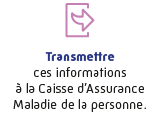 Transmettre
ces informations
à la Caisse d'Assurance
Maladie de la personne.